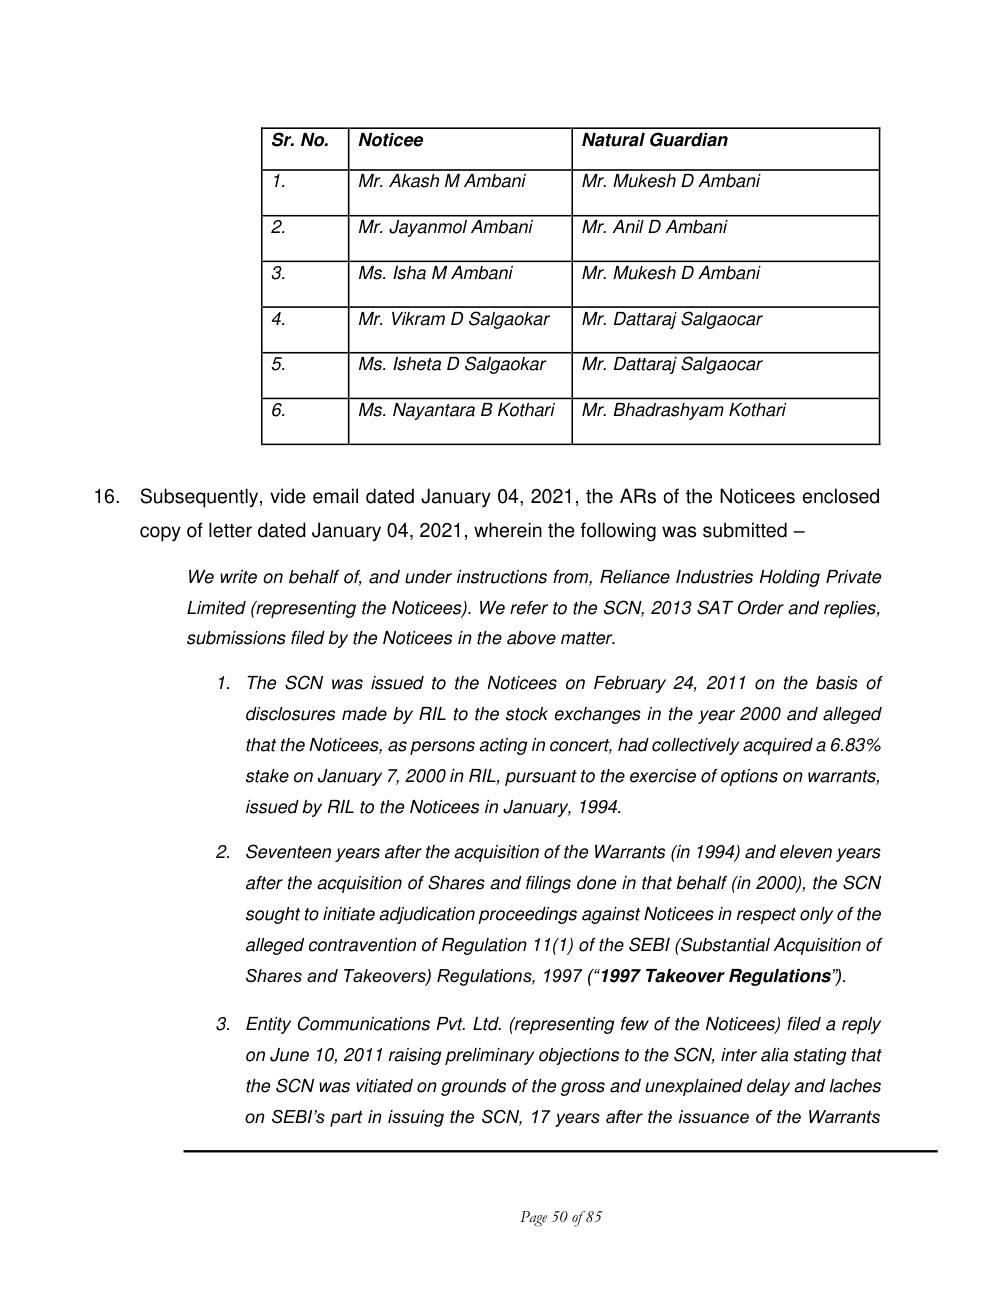 Sr. No. Noticee Natural Guardian
1. Mr. Akash M Ambani Mr. Mukesh D Ambani
2. Mr. Jayanmol Ambani Mr. Anil D Ambani
3. Ms. Isha M Ambani Mr. Mukesh D Ambani
4. Mr. Vikram D Salgaokar Mr. Dattaraj Salgaocar
5. Ms. Isheta D Salgaokar Mr. Dattaraj Salgaocar
6. Ms. Nayantara B Kothari Mr. Bhadrashyam Kothari
16. Subsequently, vide email dated January 04, 2021, the ARs of the Noticees enclosed
copy of letter dated January 04, 2021, wherein the following was submitted –
We write on behalf of, and under instructions from, Reliance Industries Holding Private
Limited (representing the Noticees). We refer to the SCN, 2013 SAT Order and replies,
submissions filed by the Noticees in the above matter.
1. The SCN was issued to the Noticees on February 24, 2011 on the basis of
disclosures made by RIL to the stock exchanges in the year 2000 and alleged
that the Noticees, as persons acting in concert, had collectively acquired a 6.83%
stake on January 7, 2000 in RIL, pursuant to the exercise of options on warrants,
issued by RIL to the Noticees in January, 1994.
2. Seventeen years after the acquisition of the Warrants (in 1994) and eleven years
after the acquisition of Shares and filings done in that behalf (in 2000), the SCN
sought to initiate adjudication proceedings against Noticees in respect only of the
alleged contravention of Regulation 11(1) of the SEBI (Substantial Acquisition of
Shares and Takeovers) Regulations, 1997 (“1997 Takeover Regulations”).
3. Entity Communications Pvt. Ltd. (representing few of the Noticees) filed a reply
on June 10, 2011 raising preliminary objections to the SCN, inter alia stating that
the SCN was vitiated on grounds of the gross and unexplained delay and laches
on SEBI’s part in issuing the SCN, 17 years after the issuance of the Warrants
Page 50 of 85